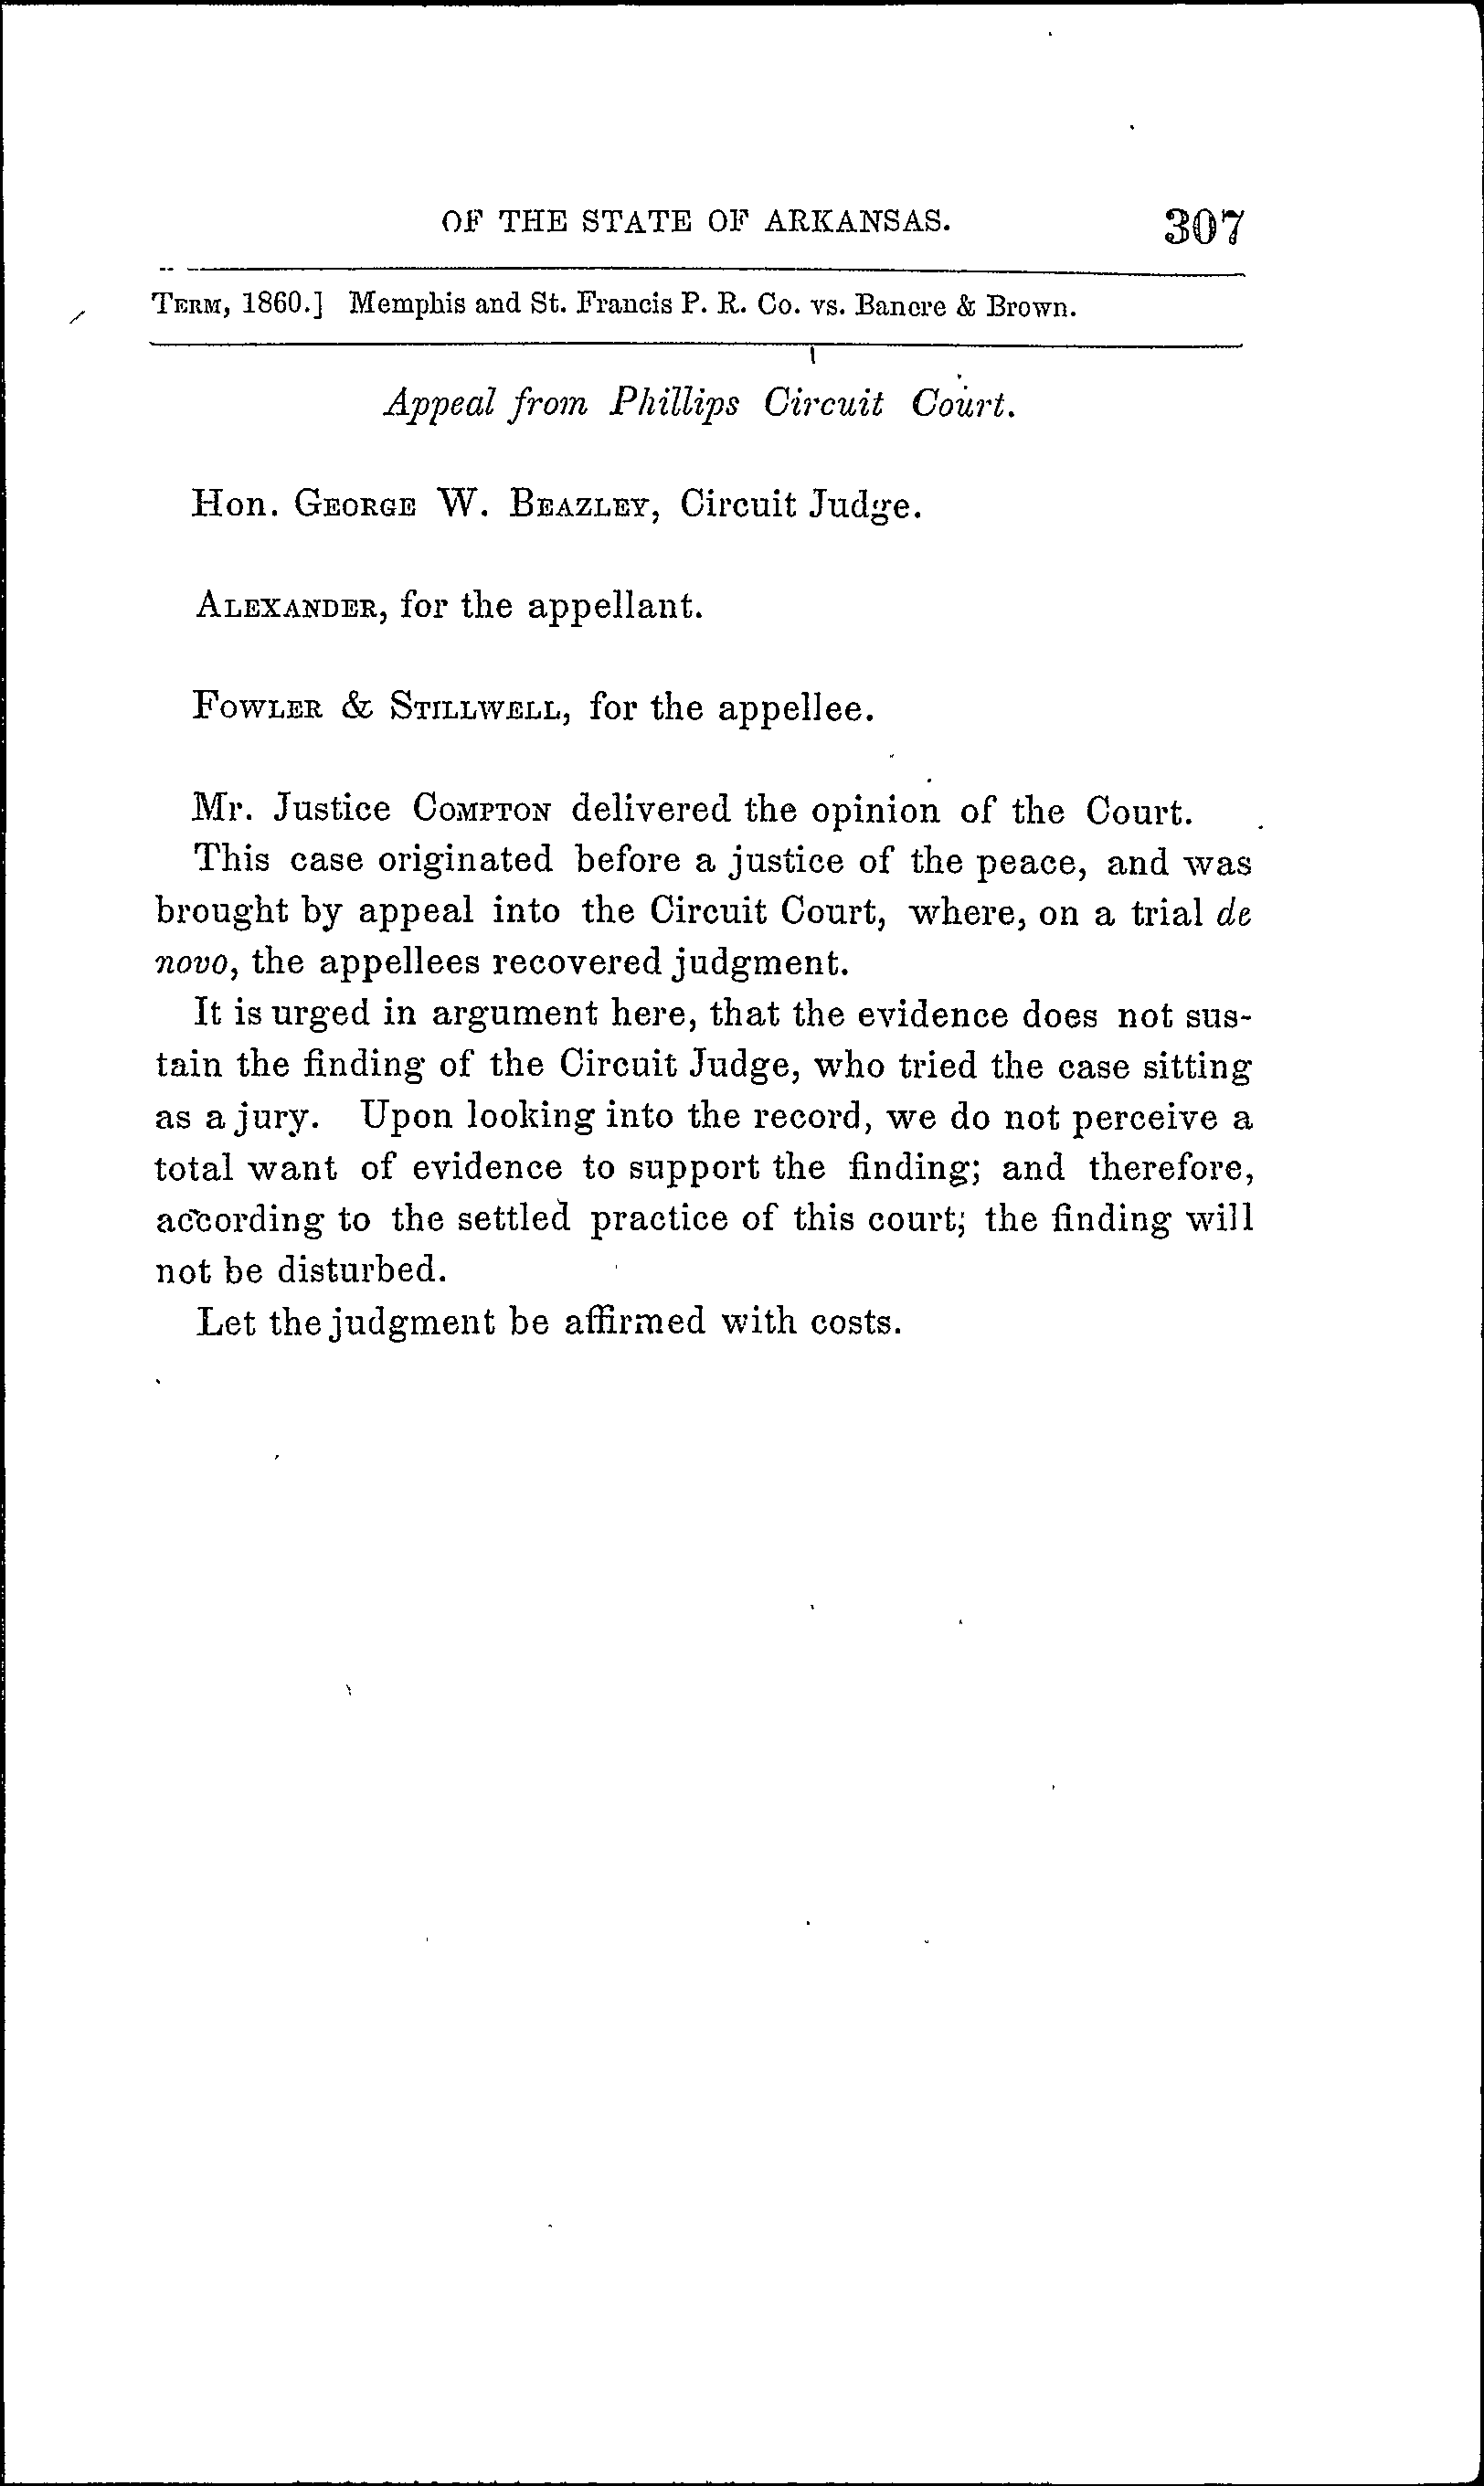 OF THE STATE OF ARKANSAS. 307
TERM, 1860.] Memphis and St. Francis P. R. Co. vs. Bancre & Brown.
Appeal from Phillips Circuit Court.
Hon. GEORGE W. BEAZLEY, Circuit Judge.
ALEXANDER, for the appellant.
FOWLER & STILLWELL, for the appellee.
Mr. Justice COMPTON delivered the opinion of the Court.
This case originated before a justice of the peace, and was
brought by appeal into the Circuit Court, where, on a trial de
novo, the appellees recovered judgment.
It is urged in argument here, that the evidence does not sus-
tain the finding of the Circuit Judge, who tried the case sitting
as a jury. Upon looking into the record, we do not perceive a
total want of evidence to support the finding; and therefore,
according to the settled practice of this court; the finding will
not be disturbed.
Let the judgment be affirmed with costs.